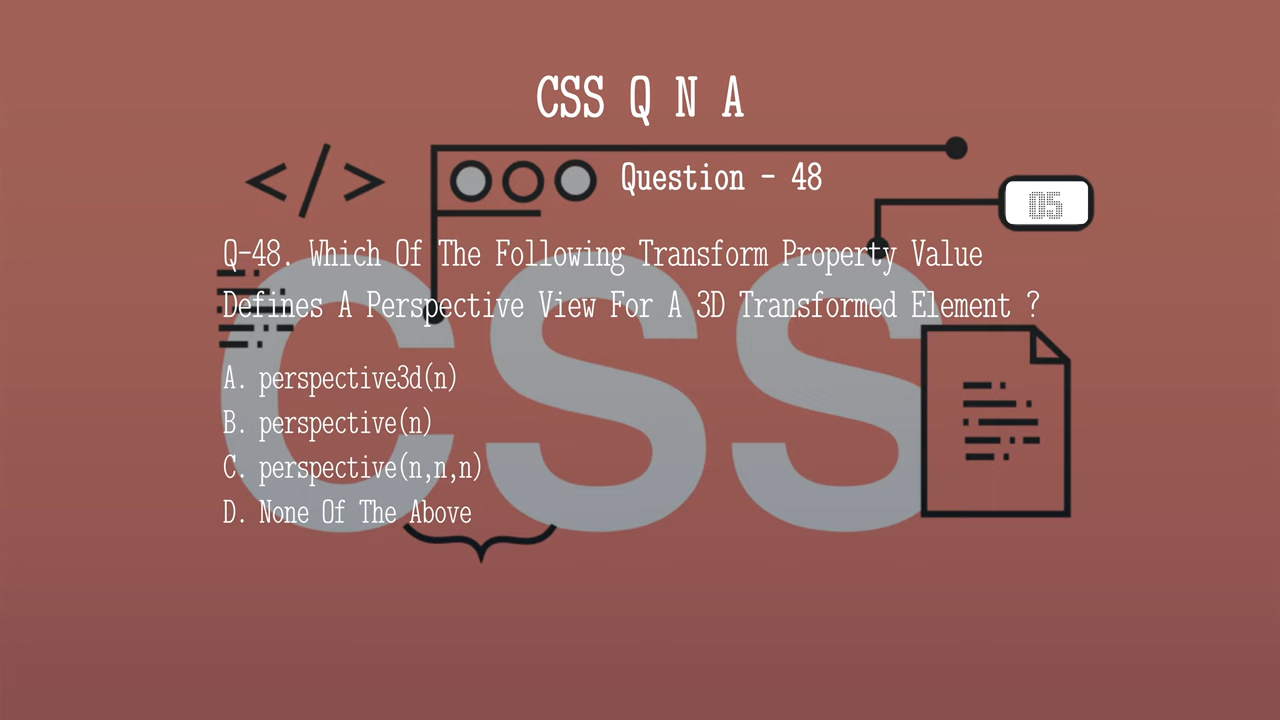 CSS Q N A
Question - 48
05
Q-48. Which Of The Following Transform Property Value
Defines A Perspective View For A 3D Transformed Element ?
A. perspective3d(n)
B. perspective(n)
C. perspective(n,n,n)
D. None Of The Above
</>
CSS